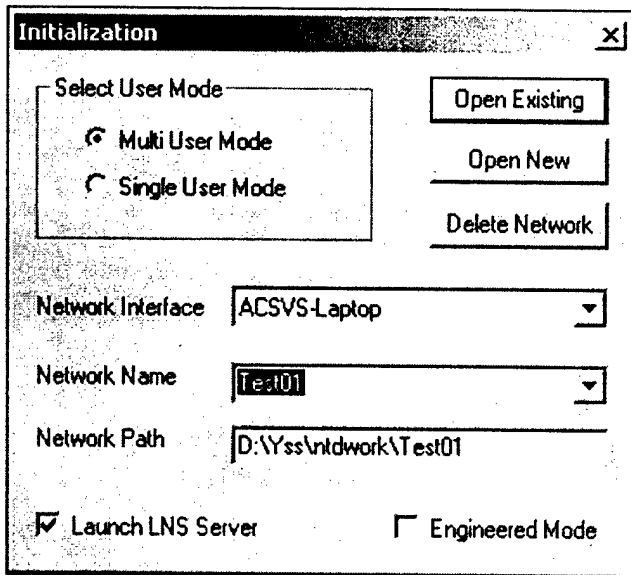 Initialization
Select User Mode
Multi User Mode
Single User Mode
Open Existing
Open New
Delete Network
Network Interface ACSVS-Laptop
Network Name Test01
Network Path D:\Yss\ntdwork\Test01
Launch LNS Server
Engineered Mode